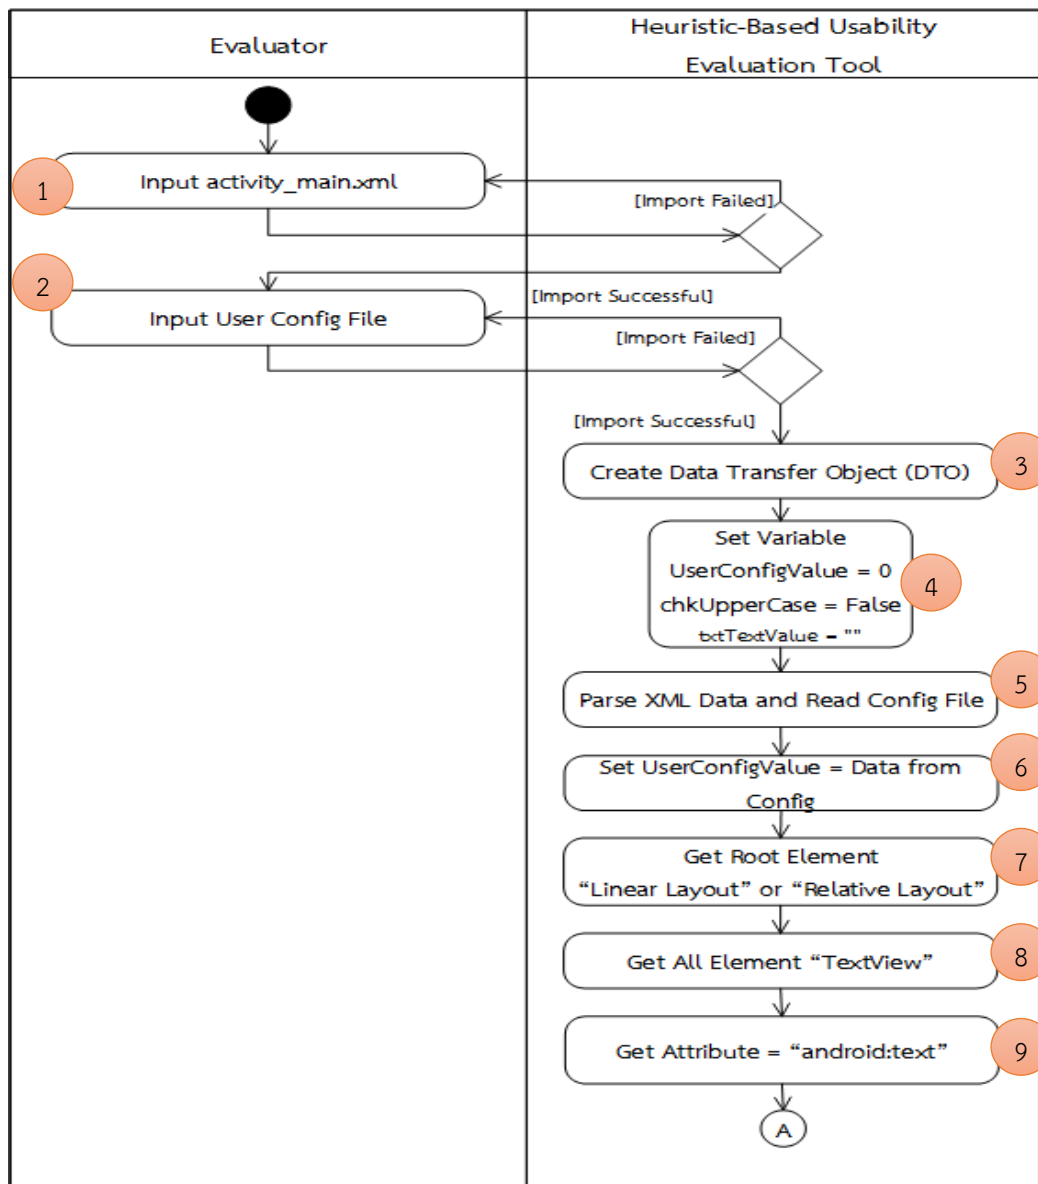 Evaluator
Heuristic-Based Usability
Evaluation Tool
1
Input activity_main.xml
[Import Failed]
2
Input User Config File
[Import Successful]
[Import Failed]
[Import Successful]
Create Data Transfer Object (DTO)
3
Set Variable
UserConfigValue = 0
chkUpperCase = False
txtTextValue = ""
4
Parse XML Data and Read Config File
5
Set UserConfigValue = Data from
Config
6
Get Root Element
“Linear Layout” or “Relative Layout”
7
Get All Element “TextView”
8
Get Attribute = “android:text”
9
A